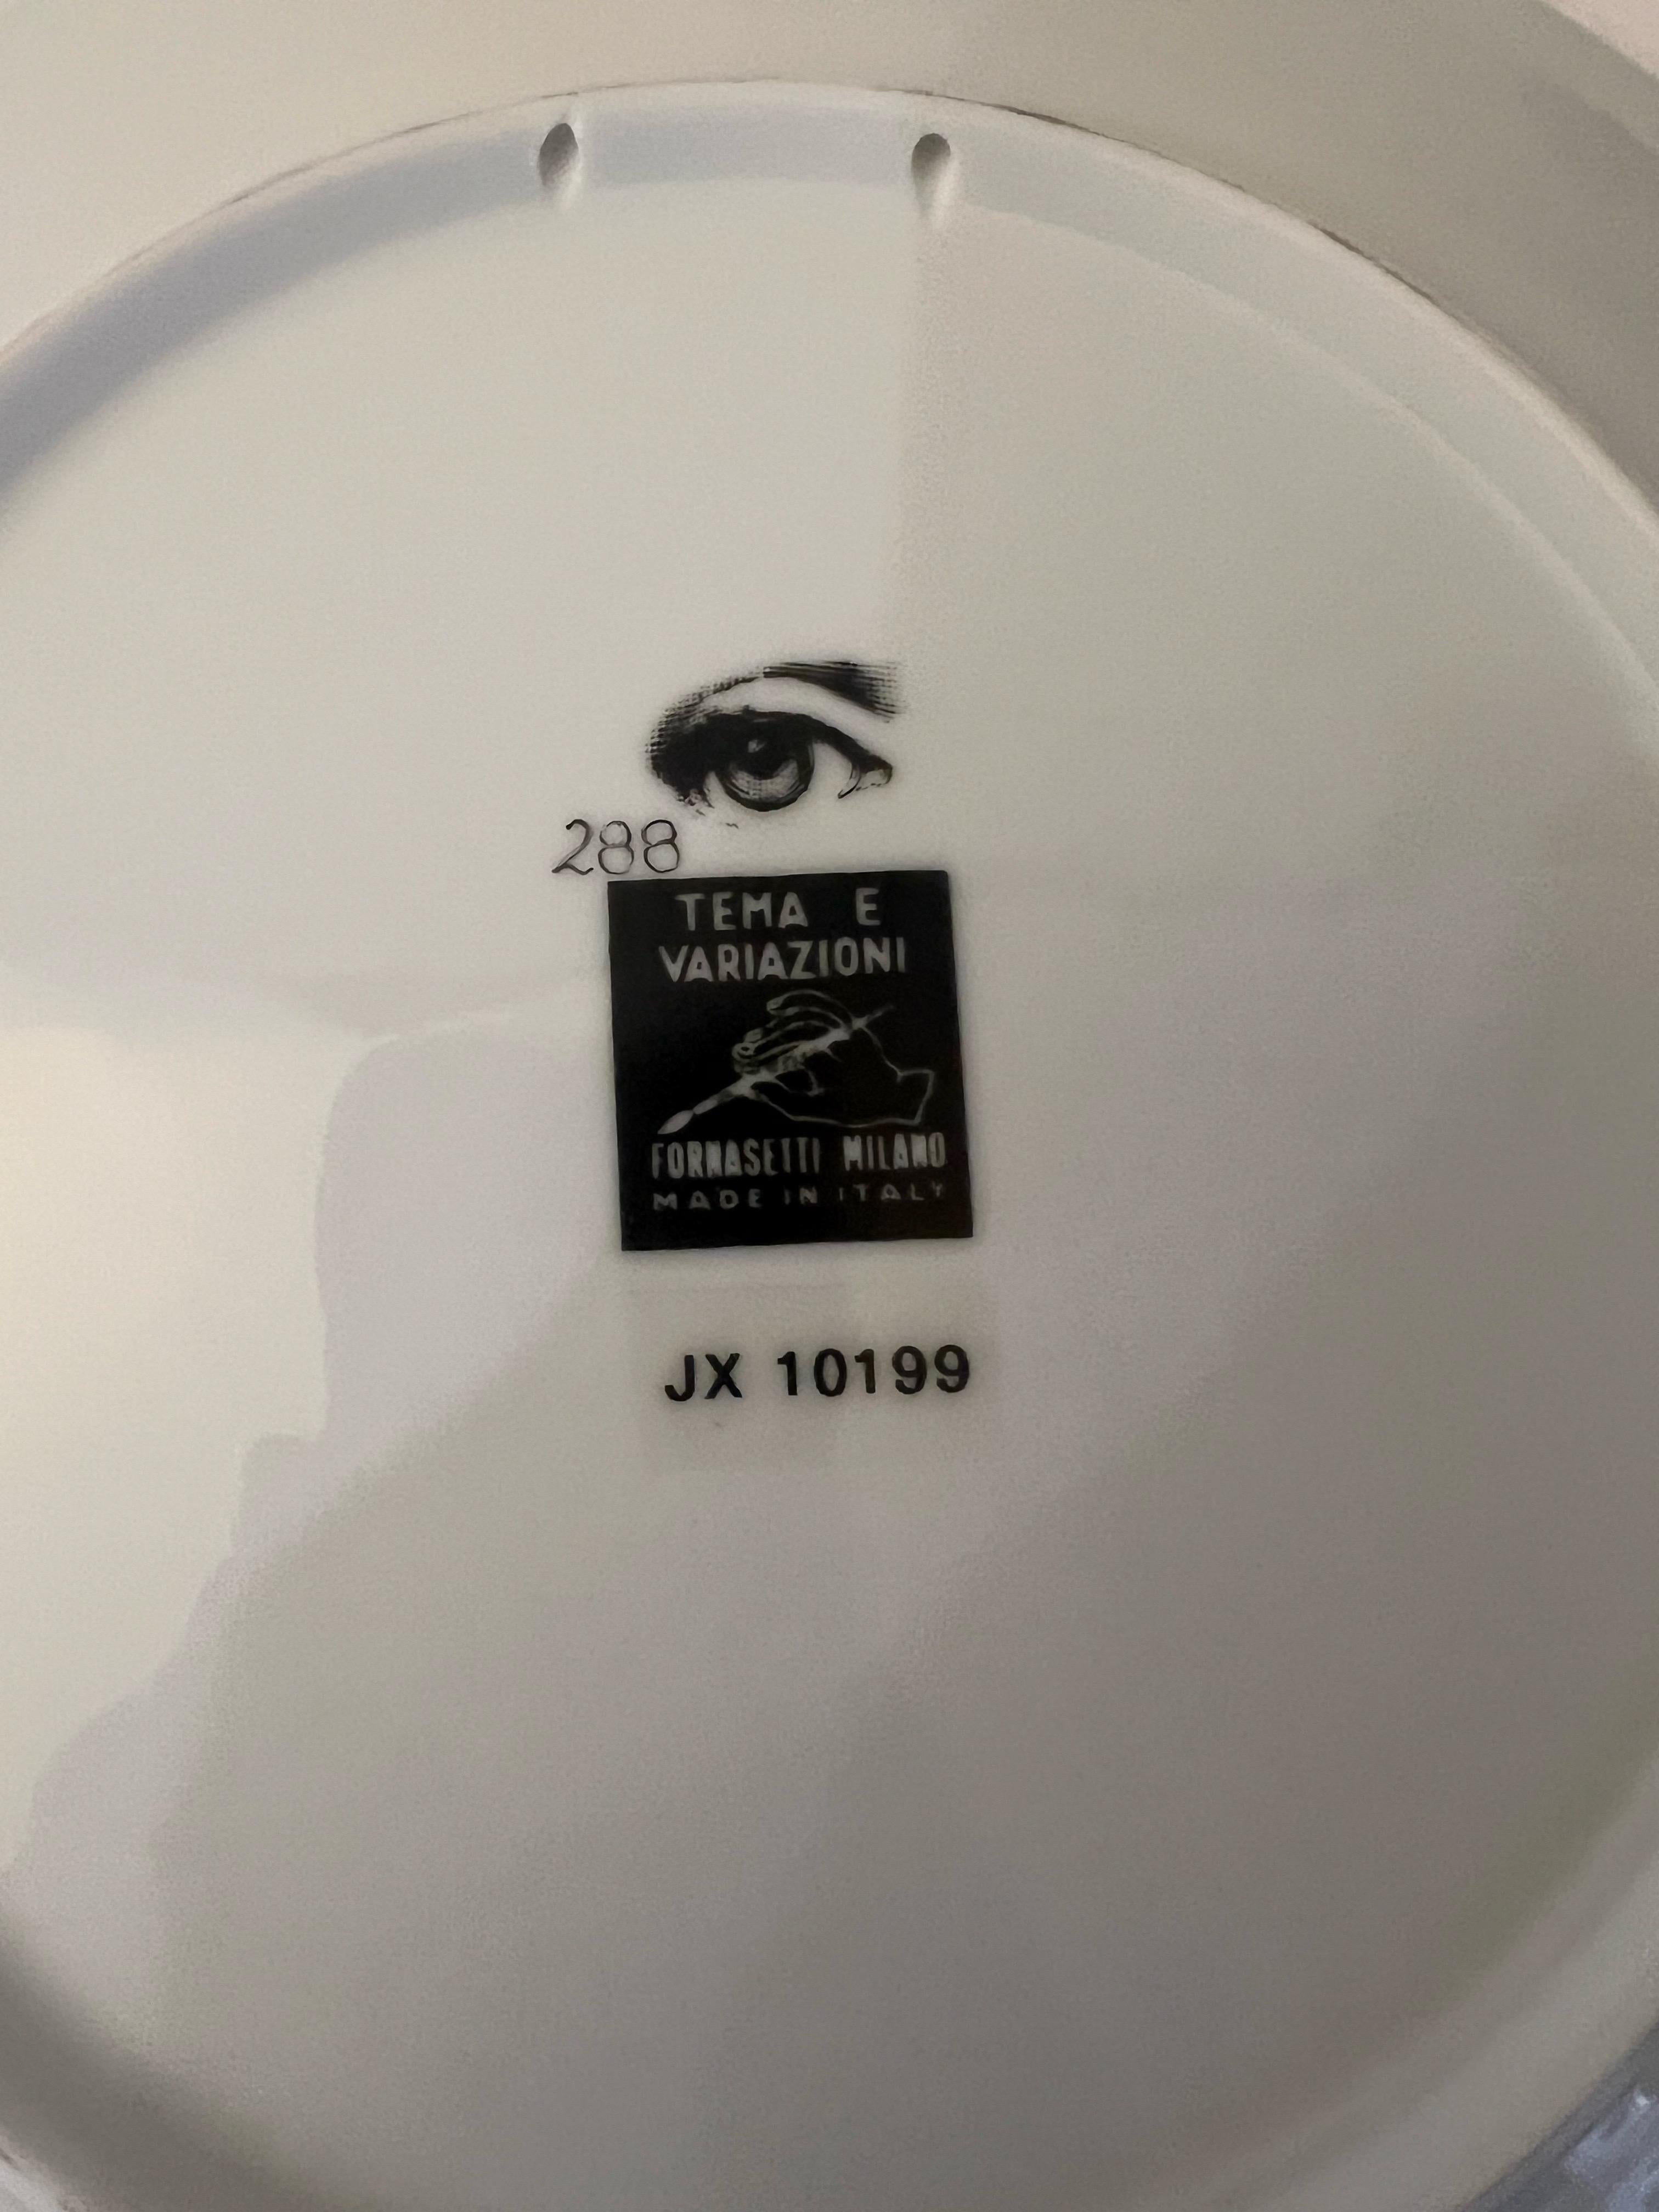 288
TEMA E
VARIAZIONI
FORNASETTI MILANO
MADE IN ITALY
JX 10199